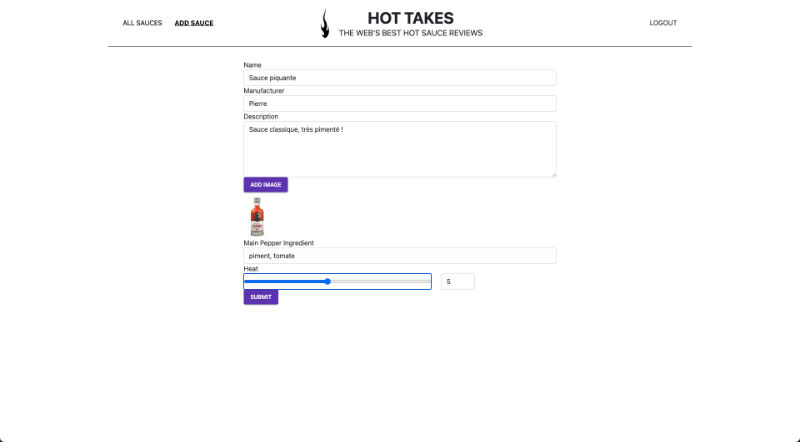 ALL SAUCES ADD SAUCE
HOT TAKES
THE WEB'S BEST HOT SAUCE REVIEWS
LOGOUT
Name
Sauce piquante
Manufacturer
Pierre
Description
Sauce classique, très pimenté !
ADD IMAGE
Main Pepper Ingredient
piment, tomate
Heat
5
SUBMIT